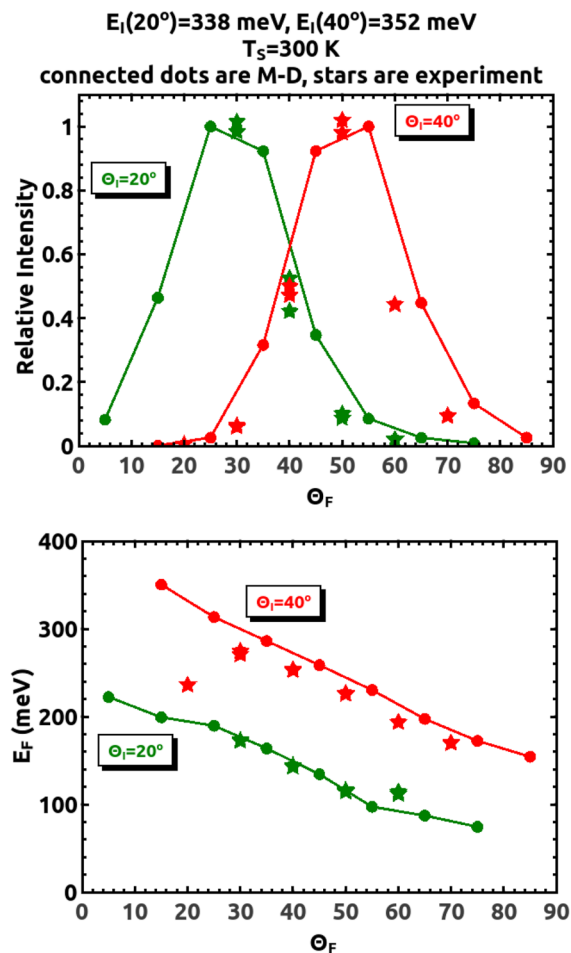 E_I(20°)=338 meV, E_I(40°)=352 meV
T_S=300 K
connected dots are M-D, stars are experiment
Θ_I=20°
Θ_I=40°
Relative Intensity
1
0.8
0.6
0.4
0.2
0
0 10 20 30 40 50 60 70 80 90
Θ_F
400
300
200
100
0
E_F (meV)
Θ_I=40°
Θ_I=20°
0 10 20 30 40 50 60 70 80 90
Θ_F